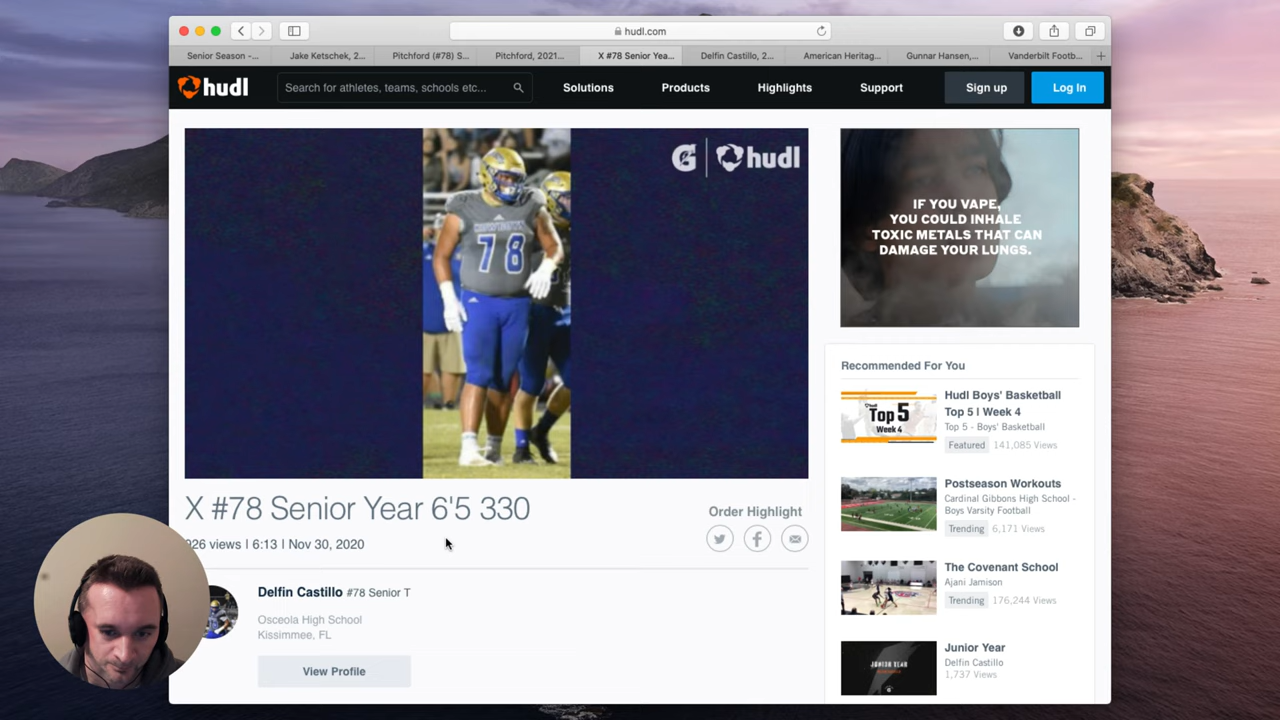 hudl.com
Senior Season -...
Jake Ketschek, 2...
Pitchford (#78) S...
Pitchford, 2021...
X #78 Senior Yea...
Delfin Castillo, 2...
American Heritag...
Gunnar Hansen,...
Vanderbilt Footb...
hudl
Search for athletes, teams, schools etc...
Solutions
Products
Highlights
Support
Sign up
Log In
G hudl
COWBOYS
78
IF YOU VAPE,
YOU COULD INHALE
TOXIC METALS THAT CAN
DAMAGE YOUR LUNGS.
X #78 Senior Year 6'5 330
26 views | 6:13 | Nov 30, 2020
Order Highlight
Delfin Castillo #78 Senior T
Osceola High School
Kissimmee, FL
View Profile
Recommended For You
Top 5
Week 4
Hudl Boys' Basketball
Top 5 | Week 4
Top 5 - Boys' Basketball
Featured 141,085 Views
Postseason Workouts
Cardinal Gibbons High School -
Boys Varsity Football
Trending 6,171 Views
The Covenant School
Ajani Jamison
Trending 176,244 Views
JUNIOR YEAR
Junior Year
Delfin Castillo
1,737 Views